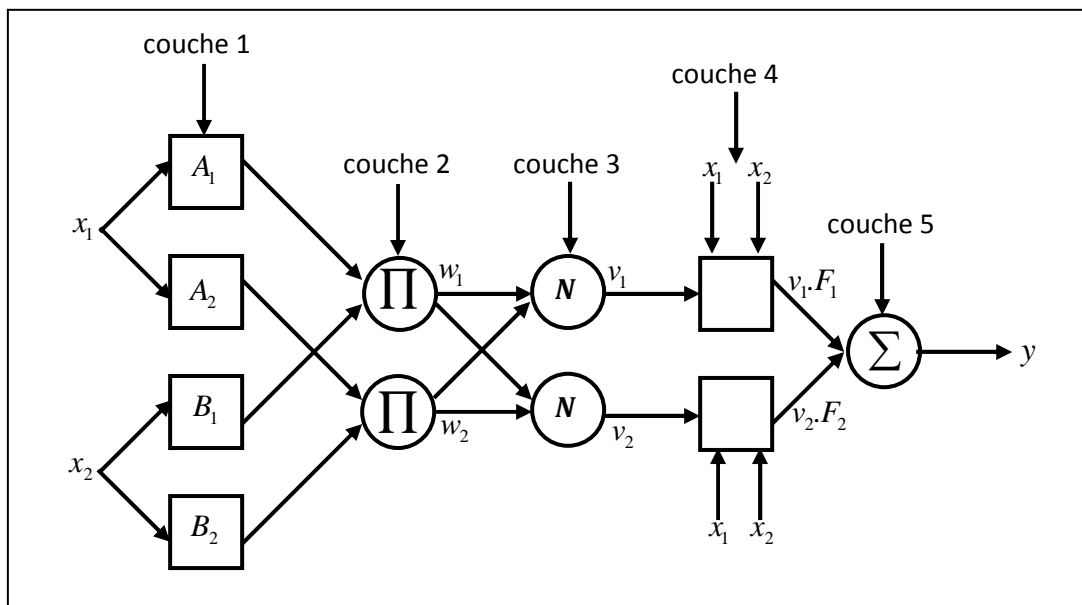 couche 1
couche 4
couche 2
couche 3
x₁ x₂
A₁
x₁
couche 5
A₂
∏
w₁
N
v₁
v₁.F₁
∑
y
B₁
∏
w₂
N
v₂
v₂.F₂
x₂
B₂
x₁ x₂